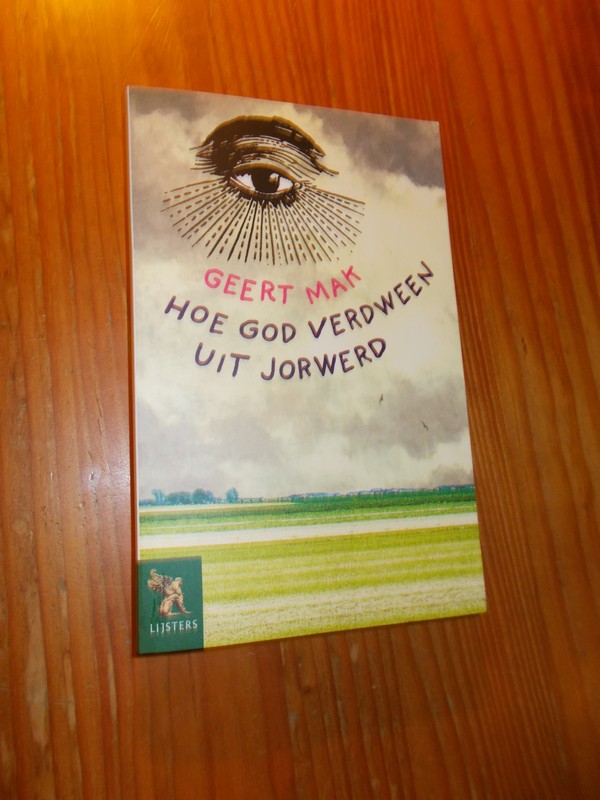 GEERT MAK
HOE GOD VERDWEEN
UIT JORWERD
LIJSTERS